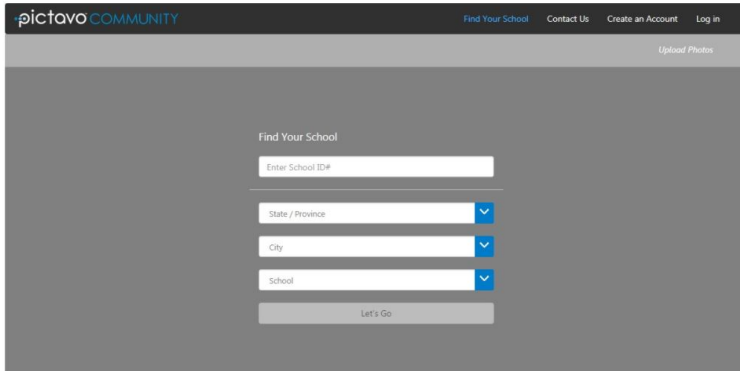 pictavo COMMUNITY
Find Your School Contact Us Create an Account Log in
Upload Photos
Find Your School
Enter School ID#
State / Province
City
School
Let's Go